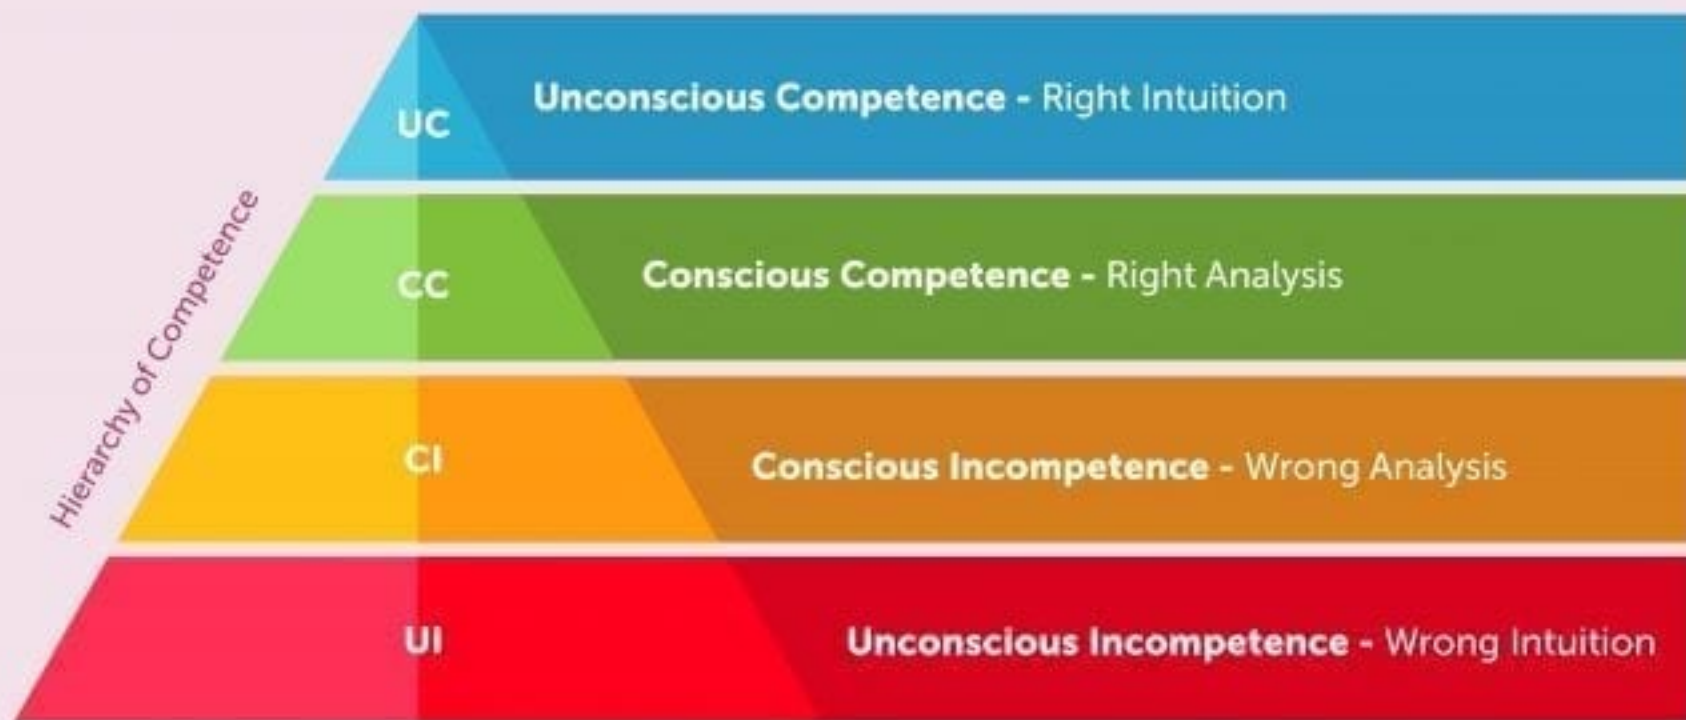 UC
Unconscious Competence - Right Intuition
CC
Conscious Competence - Right Analysis
Hierarchy of Competence
CI
Conscious Incompetence - Wrong Analysis
UI
Unconscious Incompetence - Wrong Intuition